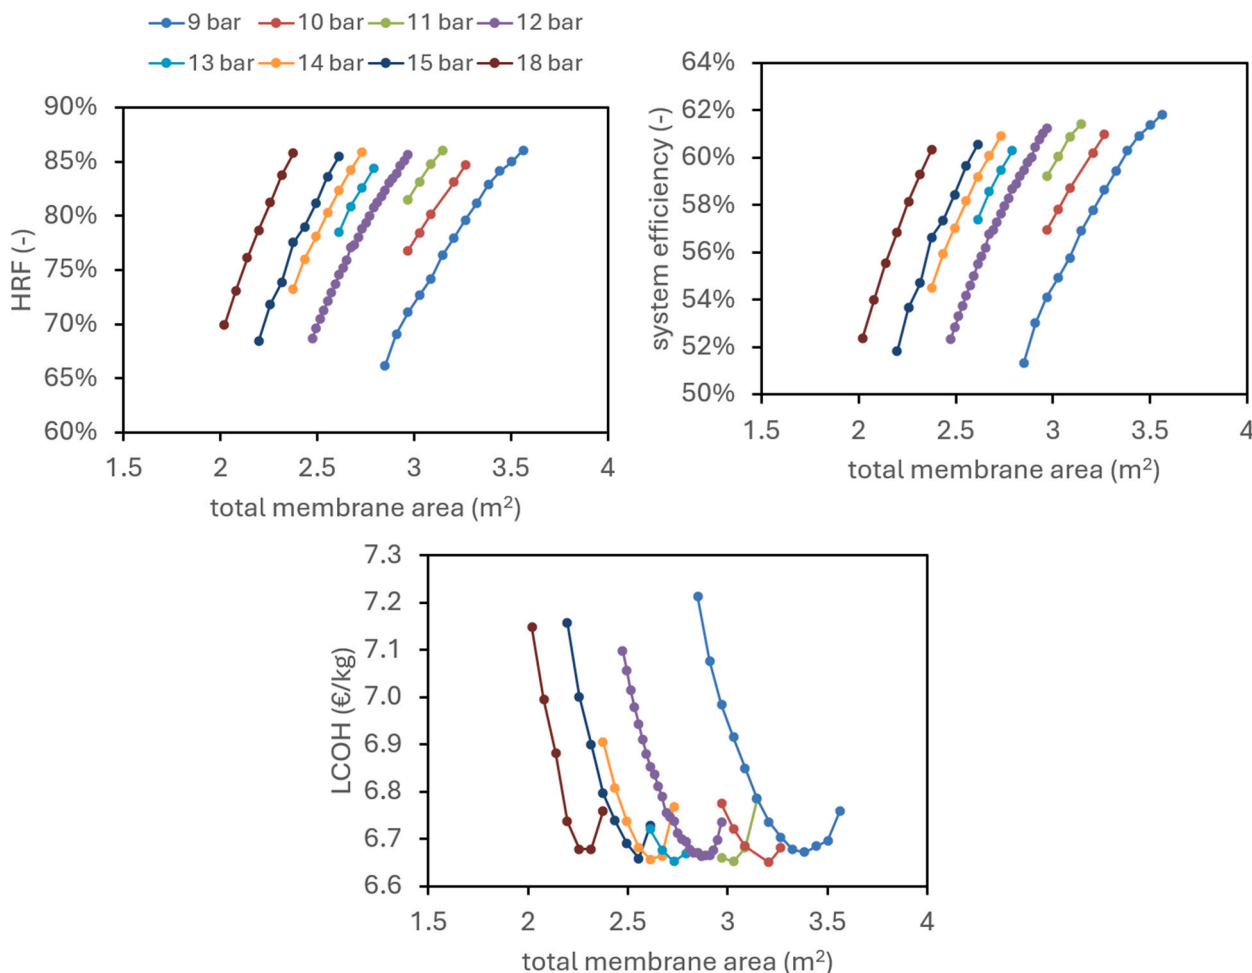 9 bar 10 bar 11 bar 12 bar
13 bar 14 bar 15 bar 18 bar
90%
85%
80%
75%
70%
65%
60%
HRF (-)
1.5 2 2.5 3 3.5 4
total membrane area (m²)
64%
62%
60%
58%
56%
54%
52%
50%
system efficiency (-)
1.5 2 2.5 3 3.5 4
total membrane area (m²)
7.3
7.2
7.1
7.0
6.9
6.8
6.7
6.6
LCOH (€/kg)
1.5 2 2.5 3 3.5 4
total membrane area (m²)